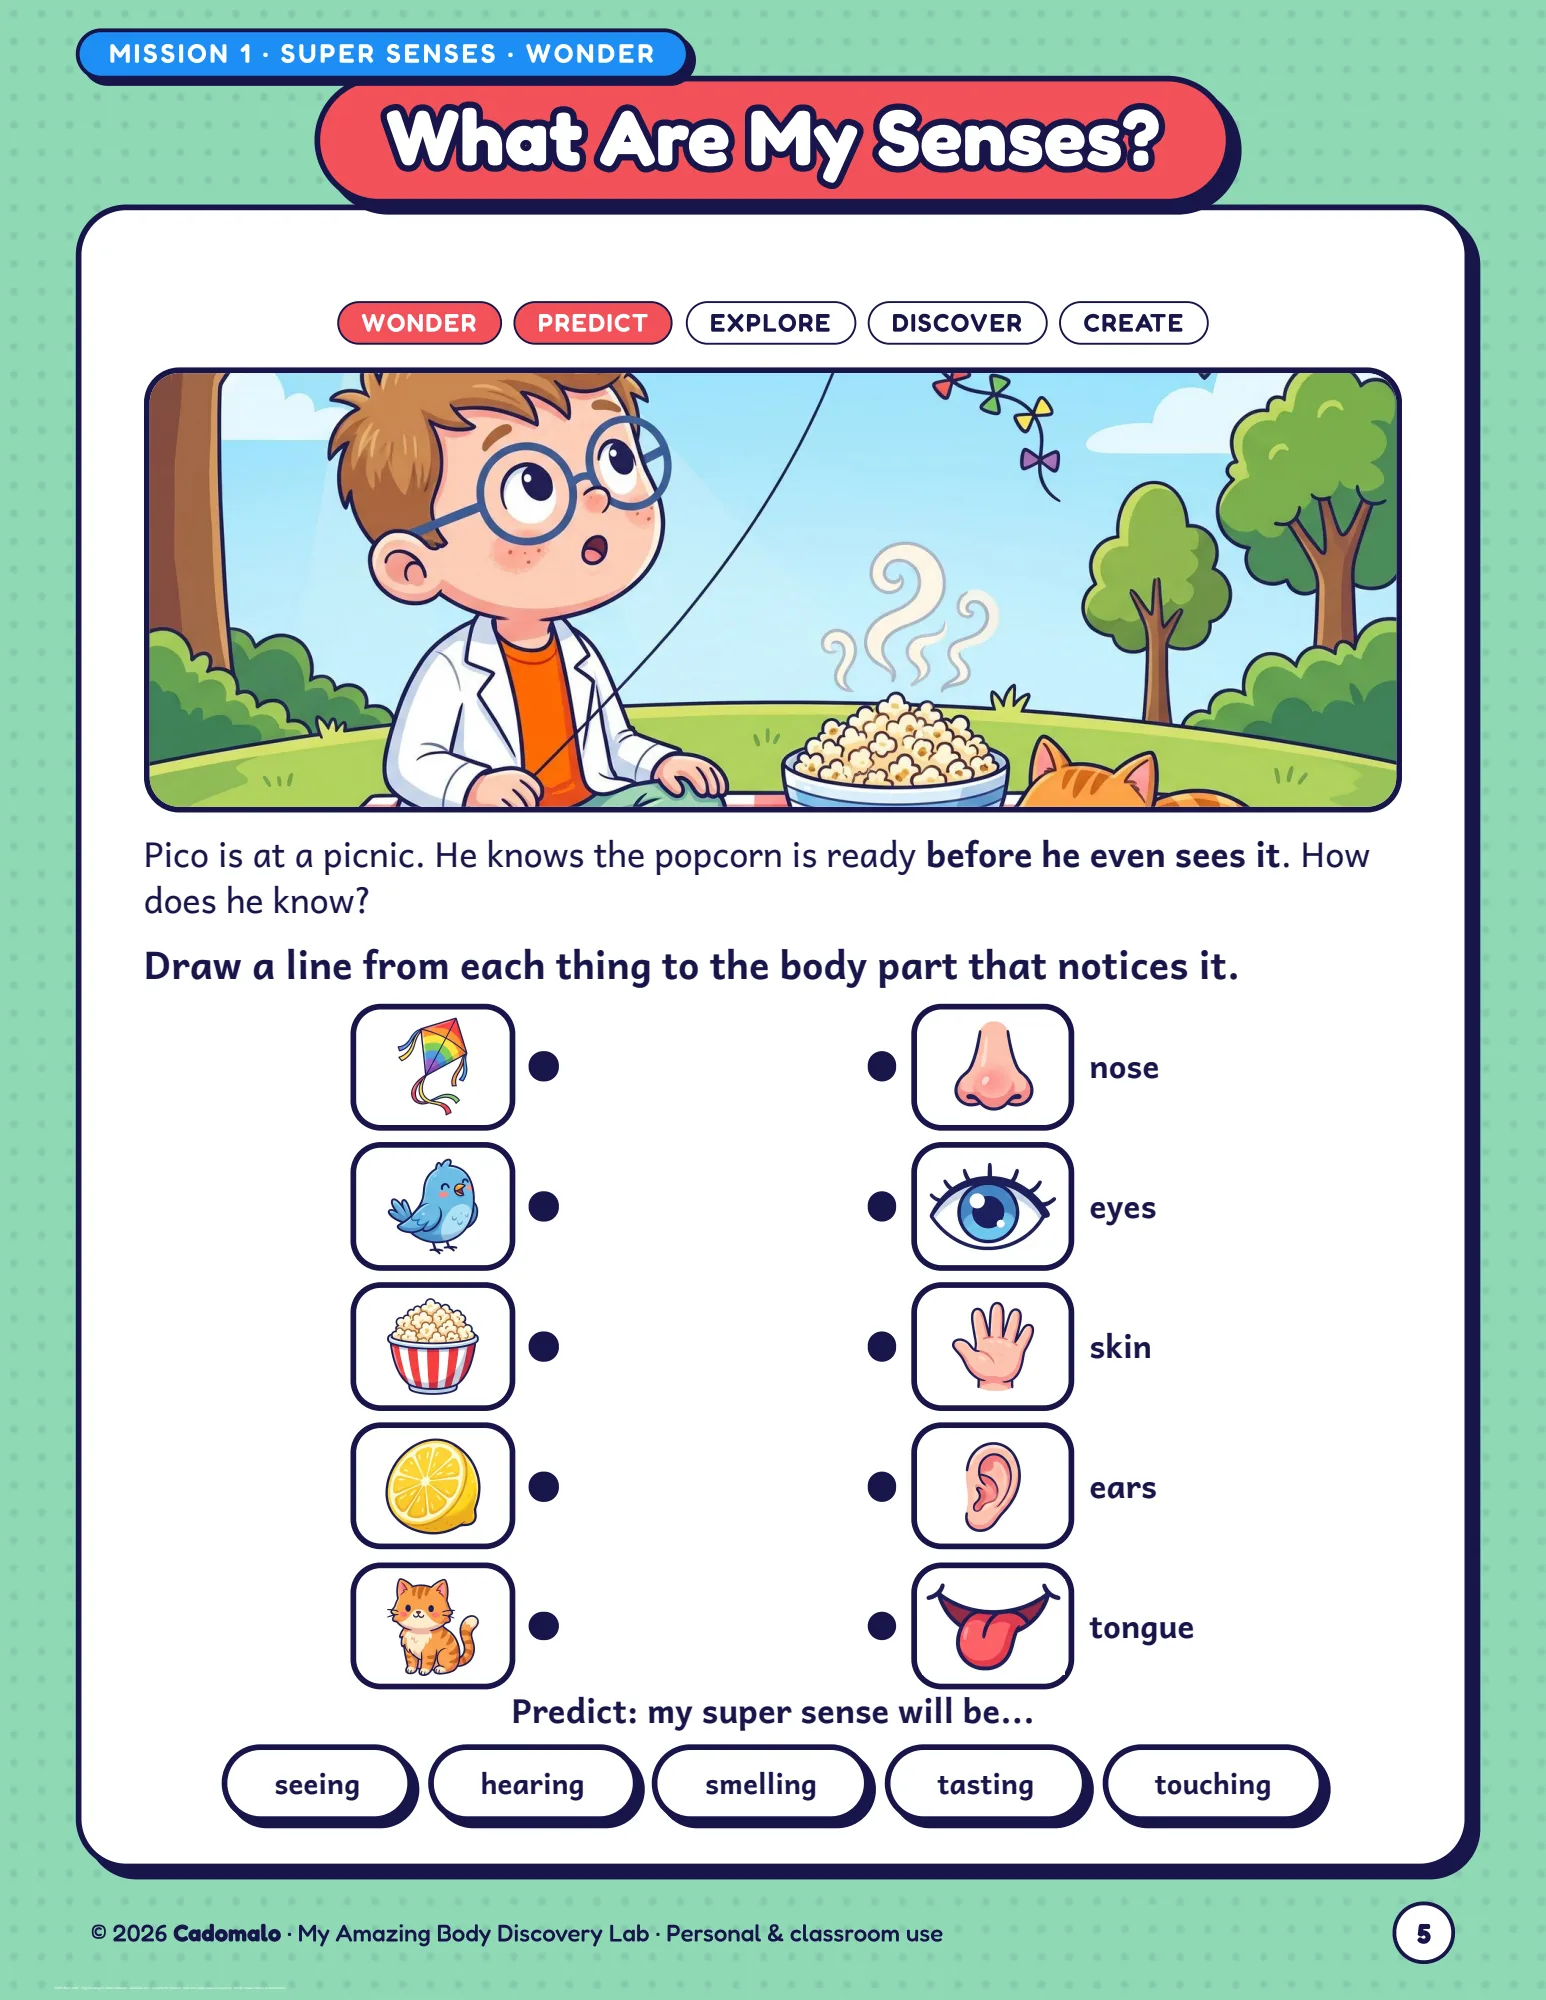 MISSION 1 · SUPER SENSES · WONDER
What Are My Senses?
WONDER PREDICT EXPLORE DISCOVER CREATE
Pico is at a picnic. He knows the popcorn is ready before he even sees it. How
does he know?
Draw a line from each thing to the body part that notices it.
nose
eyes
skin
ears
tongue
Predict: my super sense will be...
seeing hearing smelling tasting touching
© 2026 Cadomalo · My Amazing Body Discovery Lab · Personal & classroom use
5